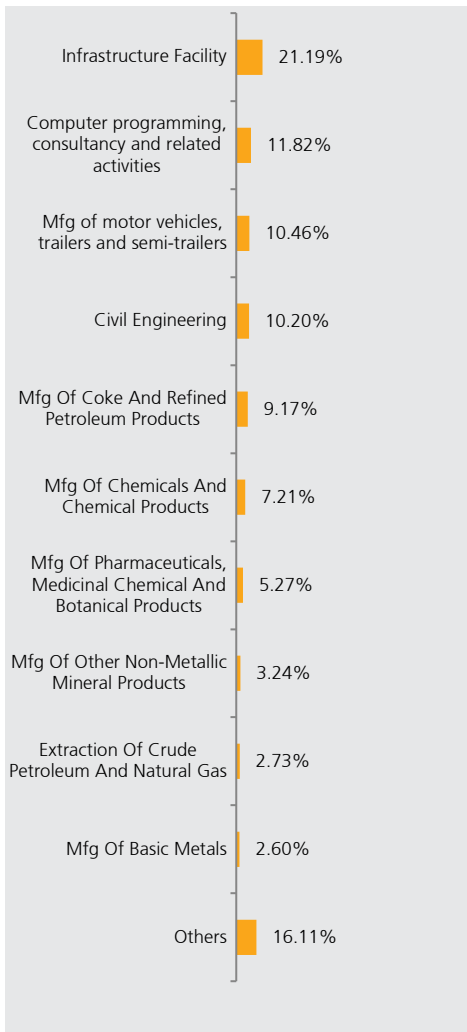 Infrastructure Facility 21.19%
Computer programming,
consultancy and related 11.82%
activities
Mfg of motor vehicles,
trailers and semi-trailers 10.46%
Civil Engineering 10.20%
Mfg Of Coke And Refined
Petroleum Products 9.17%
Mfg Of Chemicals And
Chemical Products 7.21%
Mfg Of Pharmaceuticals,
Medicinal Chemical And 5.27%
Botanical Products
Mfg Of Other Non-Metallic
Mineral Products 3.24%
Extraction Of Crude
Petroleum And Natural Gas 2.73%
Mfg Of Basic Metals 2.60%
Others 16.11%